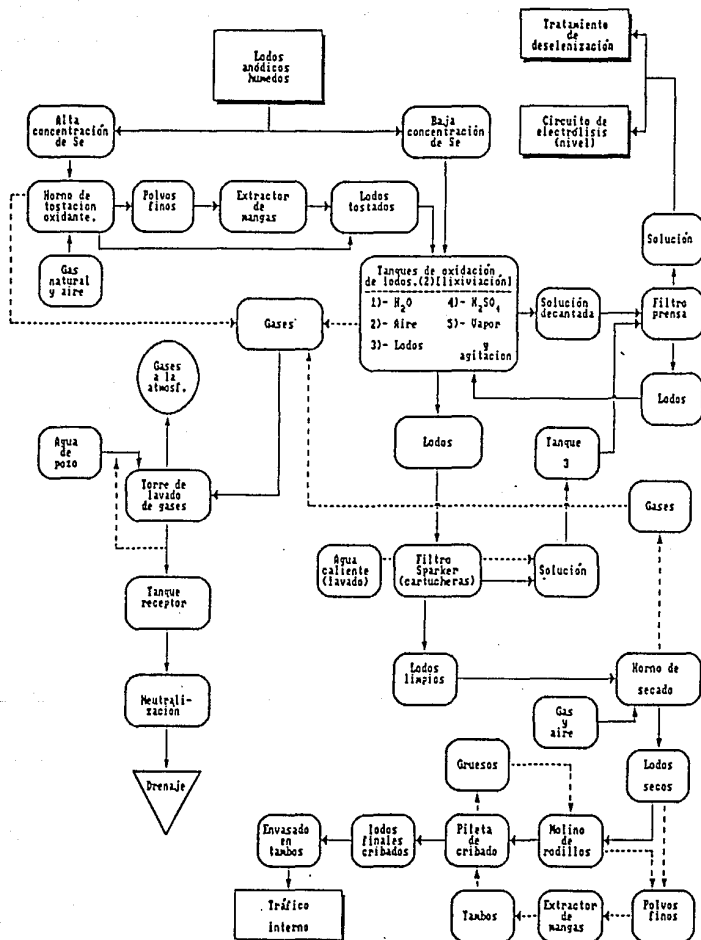 Lodos
anódicos
humedos
Tratamiento
de
deselenización
Circuito de
electrólisis
(nivel)
Alta
concentración
de Se
Baja
concentración
de Se
Horno de
tostacion
oxidante.
Polvos
finos
Extractor
de
mangas
Lodos
tostados
Solución
Gas
natural
y aire
Tanques de oxidación
de lodos.(2)[lixiviación]
1)- H₂O
4)- H₂SO₄
2)- Aire
5)- Vapor
3)- Lodos
y
agitacion
Solución
decantada
Filtro
prensa
Gases
Gases
a la
atmosf.
Lodos
Agua
de
pozo
Lodos
Tanque
3
Torre de
lavado
de gases
Gases
Agua
caliente
(lavado)
Filtro
Sparker
(cartucheras)
Solución
Tanque
receptor
Lodos
limpios
Horno de
secado
Neutrali-
zación
Gas
y
aire
Drenaje
Gruesos
Lodos
secos
Envasado
en
tambos
lodos
finales
cribados
Pileta
de
cribado
Molino
de
rodillos
Tráfico
Interno
Tambos
Extractor
de
mangas
Polvos
finos